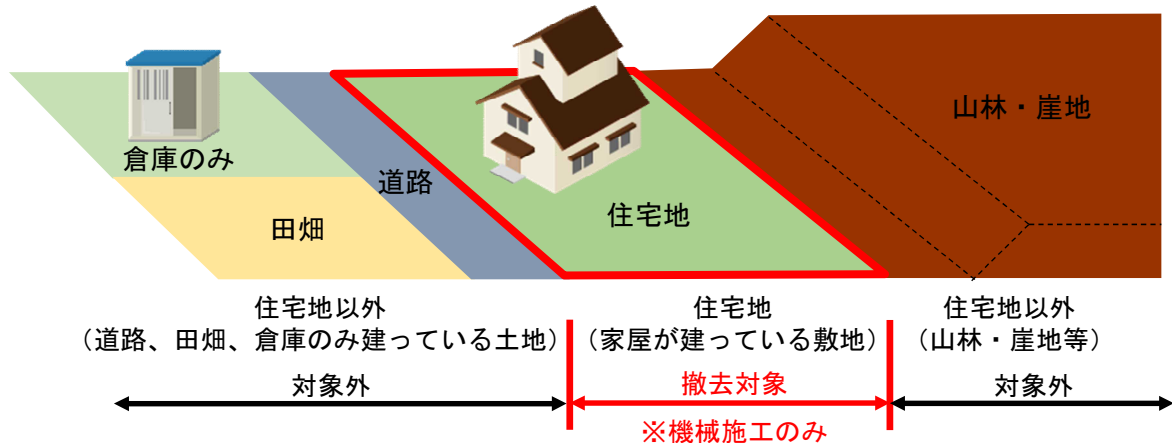 倉庫のみ
道路
田畑
住宅地
山林・崖地
住宅地以外
（道路、田畑、倉庫のみ建っている土地）
住宅地
（家屋が建っている敷地）
住宅地以外
（山林・崖地等）
対象外
撤去対象
対象外
※機械施工のみ